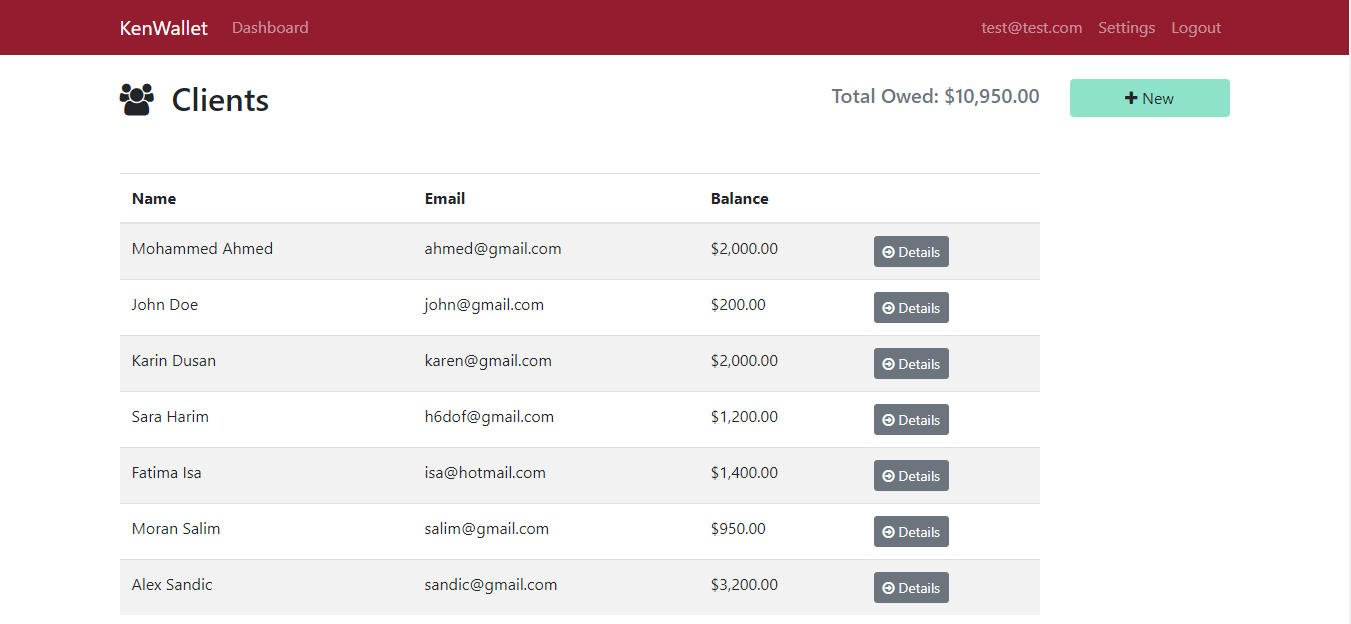 KenWallet Dashboard test@test.com Settings Logout
Clients Total Owed: $10,950.00 New
Name Email Balance
Mohammed Ahmed ahmed@gmail.com $2,000.00 Details
John Doe john@gmail.com $200.00 Details
Karin Dusan karen@gmail.com $2,000.00 Details
Sara Harim h6dof@gmail.com $1,200.00 Details
Fatima Isa isa@hotmail.com $1,400.00 Details
Moran Salim salim@gmail.com $950.00 Details
Alex Sandic sandic@gmail.com $3,200.00 Details